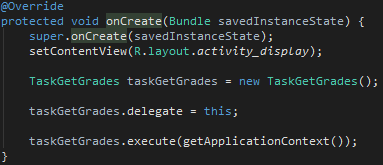 @Override
protected void onCreate(Bundle savedInstanceState) {
super.onCreate(savedInstanceState);
setContentView(R.layout.activity_display);
TaskGetGrades taskGetGrades = new TaskGetGrades();
taskGetGrades.delegate = this;
taskGetGrades.execute(getApplicationContext());
}